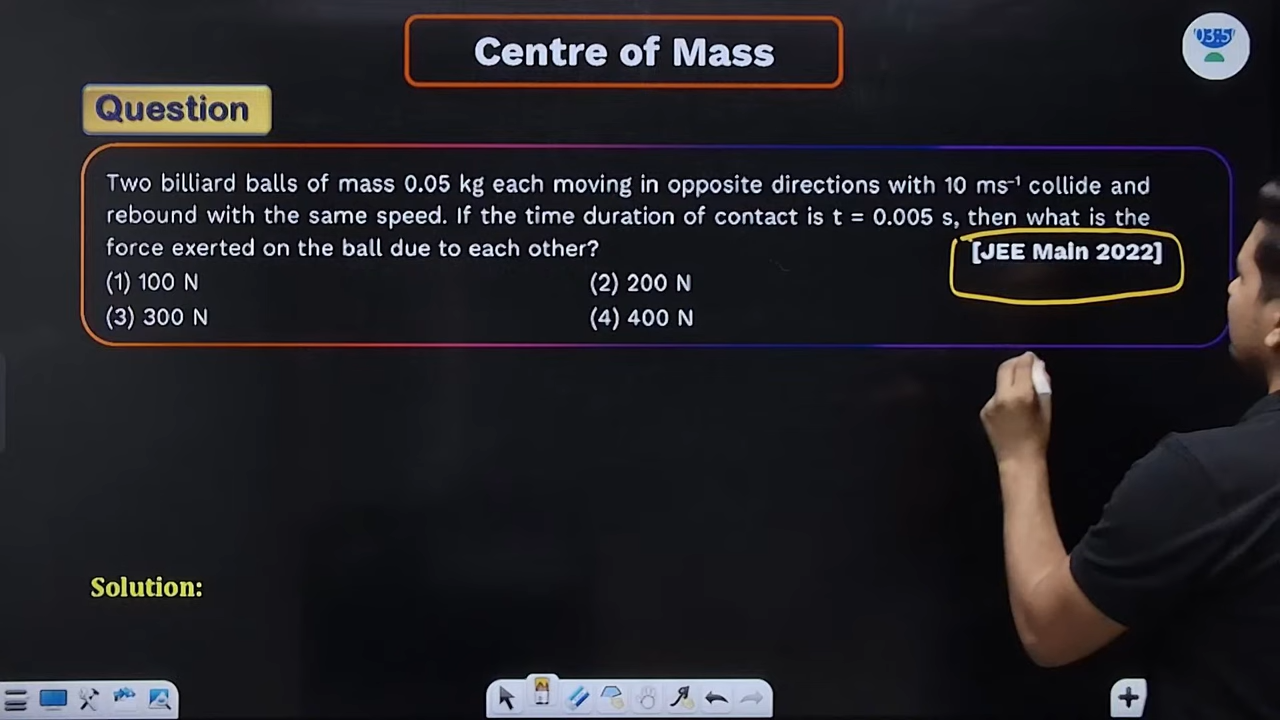 Centre of Mass
Question
Two billiard balls of mass 0.05 kg each moving in opposite directions with 10 ms⁻¹ collide and
rebound with the same speed. If the time duration of contact is t = 0.005 s, then what is the
force exerted on the ball due to each other?
[JEE Main 2022]
(1) 100 N
(2) 200 N
(3) 300 N
(4) 400 N
Solution: